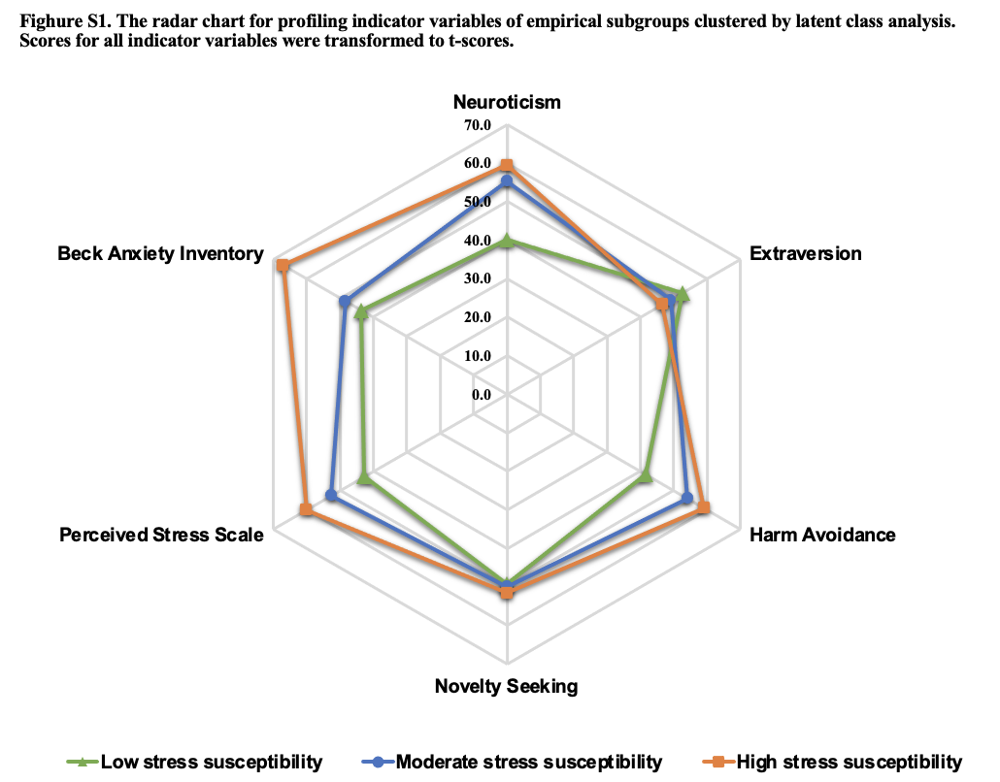 Fighure S1. The radar chart for profiling indicator variables of empirical subgroups clustered by latent class analysis.
Scores for all indicator variables were transformed to t-scores.
Neuroticism
70.0
60.0
50.0
40.0
30.0
20.0
10.0
0.0
Beck Anxiety Inventory
Extraversion
Perceived Stress Scale
Harm Avoidance
Novelty Seeking
Low stress susceptibility
Moderate stress susceptibility
High stress susceptibility